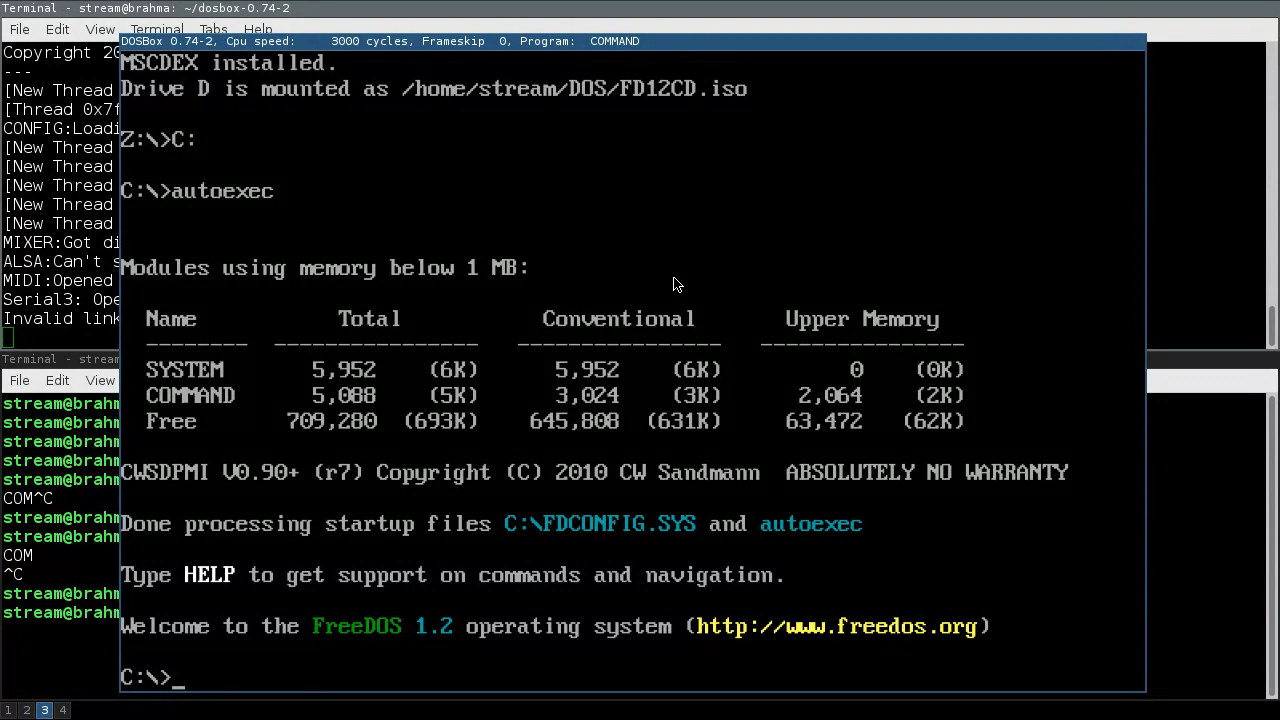 Terminal - stream@brahma: ~/dosbox-0.74-2
File Edit View Terminal Tabs Help
Copyright 20
---
[New Thread
[Thread 0x7f
CONFIG:Loadi
[New Thread
[New Thread
[New Thread
[New Thread
[New Thread
MIXER:Got di
ALSA:Can't s
MIDI:Opened
Serial3: Ope
Invalid link
DOSBox 0.74-2, Cpu speed: 3000 cycles, Frameskip 0, Program: COMMAND
MSCDEX installed.
Drive D is mounted as /home/stream/DOS/FD12CD.iso
Z:\>C:
C:\>autoexec
Modules using memory below 1 MB:
Name Total Conventional Upper Memory
-------- ---------------- ---------------- ----------------
SYSTEM 5,952 (6K) 5,952 (6K) 0 (0K)
COMMAND 5,088 (5K) 3,024 (3K) 2,064 (2K)
Free 709,280 (693K) 645,808 (631K) 63,472 (62K)
CWSDPMI V0.90+ (r7) Copyright (C) 2010 CW Sandmann ABSOLUTELY NO WARRANTY
Done processing startup files C:\FDCONFIG.SYS and autoexec
Type HELP to get support on commands and navigation.
Welcome to the FreeDOS 1.2 operating system (http://www.freedos.org)
C:\>_
Terminal - stream
File Edit View
stream@brahm
stream@brahm
stream@brahm
stream@brahm
stream@brahm
COM^C
stream@brahm
stream@brahm
COM
^C
stream@brahm
stream@brahm
1 2 3 4